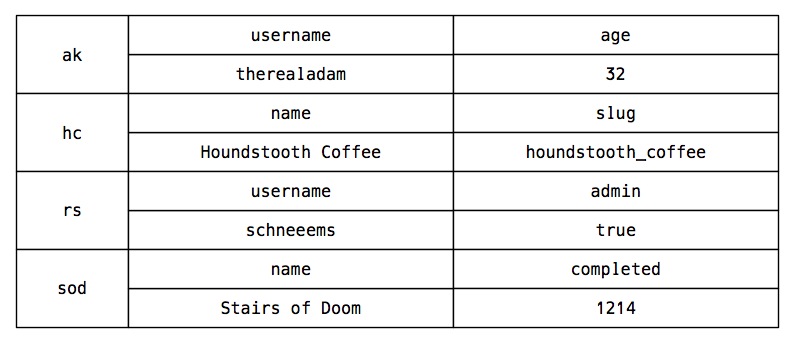 ak
username age
therealadam 32
hc
name slug
Houndstooth Coffee houndstooth_coffee
rs
username admin
schneeems true
sod
name completed
Stairs of Doom 1214